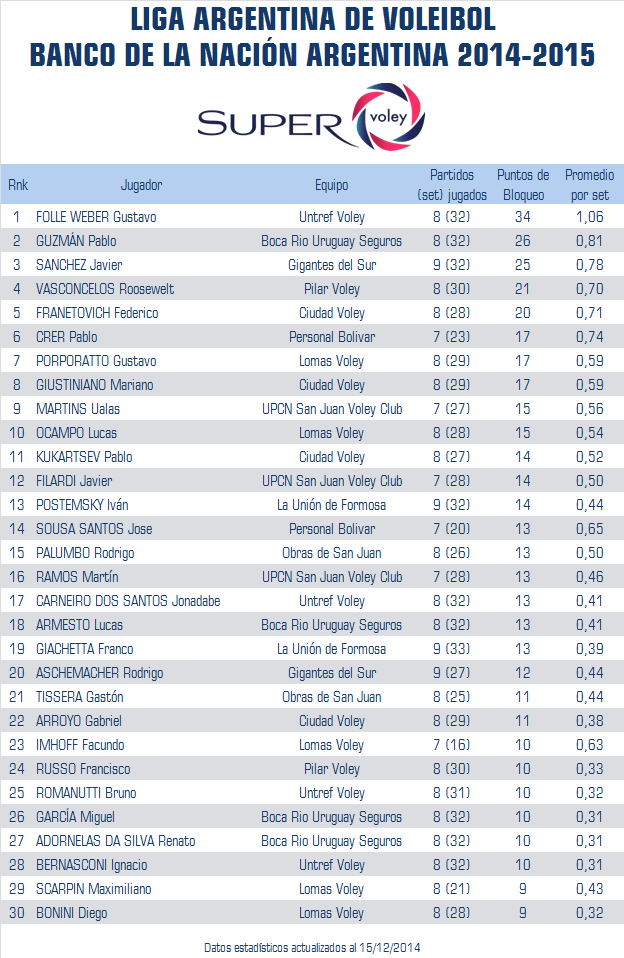 LIGA ARGENTINA DE VOLEIBOL
BANCO DE LA NACIÓN ARGENTINA 2014-2015
SUPER voley
Rnk Jugador Equipo Partidos (set) jugados Puntos de Bloqueo Promedio por set
1 FOLLE WEBER Gustavo Untref Voley 8 (32) 34 1,06
2 GUZMÁN Pablo Boca Rio Uruguay Seguros 8 (32) 26 0,81
3 SANCHEZ Javier Gigantes del Sur 9 (32) 25 0,78
4 VASCONCELOS Roosewelt Pilar Voley 8 (30) 21 0,70
5 FRANETOVICH Federico Ciudad Voley 8 (28) 20 0,71
6 CRER Pablo Personal Bolivar 7 (23) 17 0,74
7 PORPORATTO Gustavo Lomas Voley 8 (29) 17 0,59
8 GIUSTINIANO Mariano Ciudad Voley 8 (29) 17 0,59
9 MARTINS Ualas UPCN San Juan Voley Club 7 (27) 15 0,56
10 OCAMPO Lucas Lomas Voley 8 (28) 15 0,54
11 KUKARTSEV Pablo Ciudad Voley 8 (27) 14 0,52
12 FILARDI Javier UPCN San Juan Voley Club 7 (28) 14 0,50
13 POSTEMSKY Iván La Unión de Formosa 9 (32) 14 0,44
14 SOUSA SANTOS Jose Personal Bolivar 7 (20) 13 0,65
15 PALUMBO Rodrigo Obras de San Juan 8 (26) 13 0,50
16 RAMOS Martín UPCN San Juan Voley Club 7 (28) 13 0,46
17 CARNEIRO DOS SANTOS Jonadabe Untref Voley 8 (32) 13 0,41
18 ARMESTO Lucas Boca Rio Uruguay Seguros 8 (32) 13 0,41
19 GIACHETTA Franco La Unión de Formosa 9 (33) 13 0,39
20 ASCHEMACHER Rodrigo Gigantes del Sur 9 (27) 12 0,44
21 TISSERA Gastón Obras de San Juan 8 (25) 11 0,44
22 ARROYO Gabriel Ciudad Voley 8 (29) 11 0,38
23 IMHOFF Facundo Lomas Voley 7 (16) 10 0,63
24 RUSSO Francisco Pilar Voley 8 (30) 10 0,33
25 ROMANUTTI Bruno Untref Voley 8 (31) 10 0,32
26 GARCÍA Miguel Boca Rio Uruguay Seguros 8 (32) 10 0,31
27 ADORNELAS DA SILVA Renato Boca Rio Uruguay Seguros 8 (32) 10 0,31
28 BERNASCONI Ignacio Untref Voley 8 (32) 10 0,31
29 SCARPIN Maximiliano Lomas Voley 8 (21) 9 0,43
30 BONINI Diego Lomas Voley 8 (28) 9 0,32
Datos estadísticos actualizados al 15/12/2014